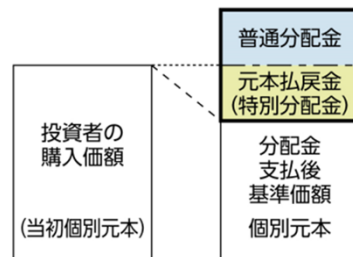 普通分配金
元本払戻金
(特別分配金)
投資者の
購入価額
(当初個別元本)
分配金
支払後
基準価額
個別元本